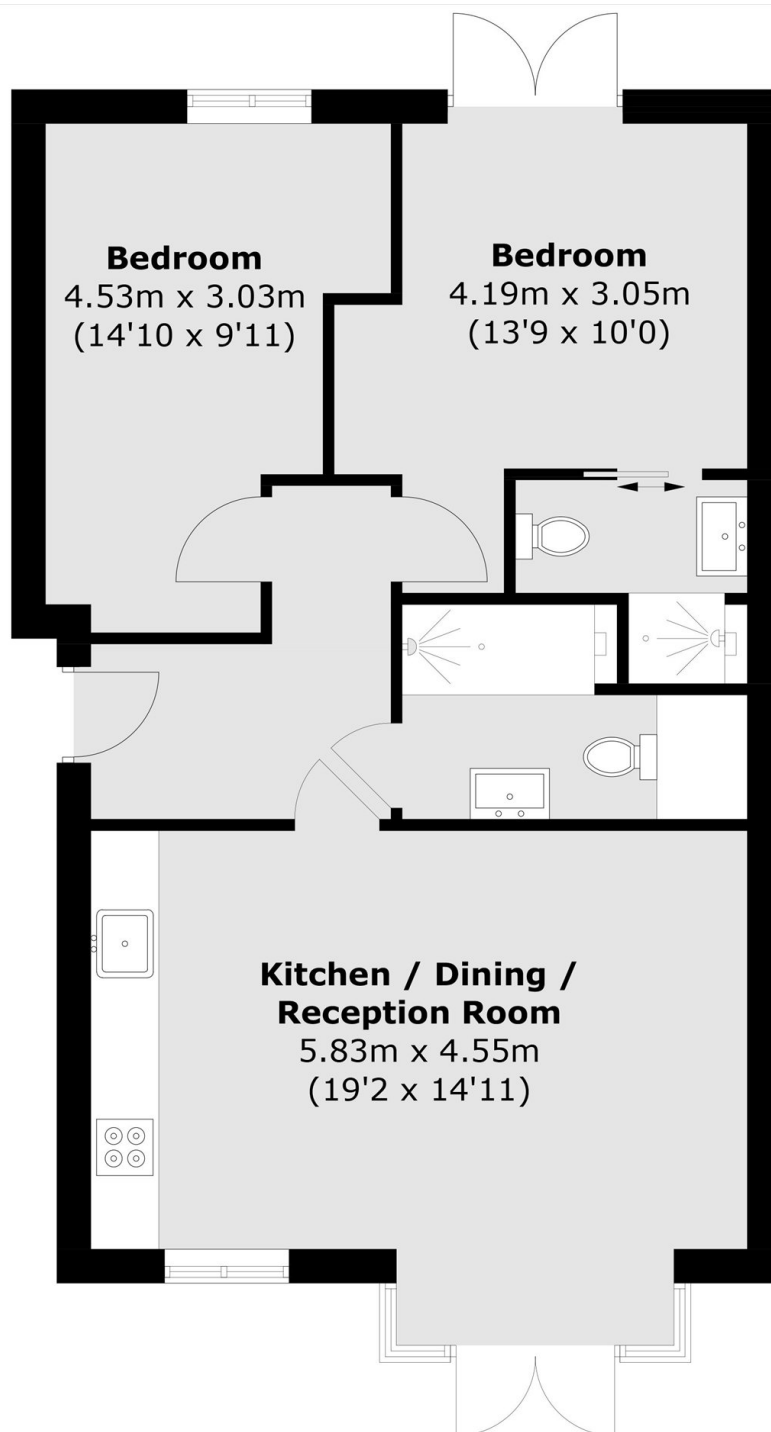 Bedroom
4.53m x 3.03m
(14'10 x 9'11)
Bedroom
4.19m x 3.05m
(13'9 x 10'0)
Kitchen / Dining /
Reception Room
5.83m x 4.55m
(19'2 x 14'11)